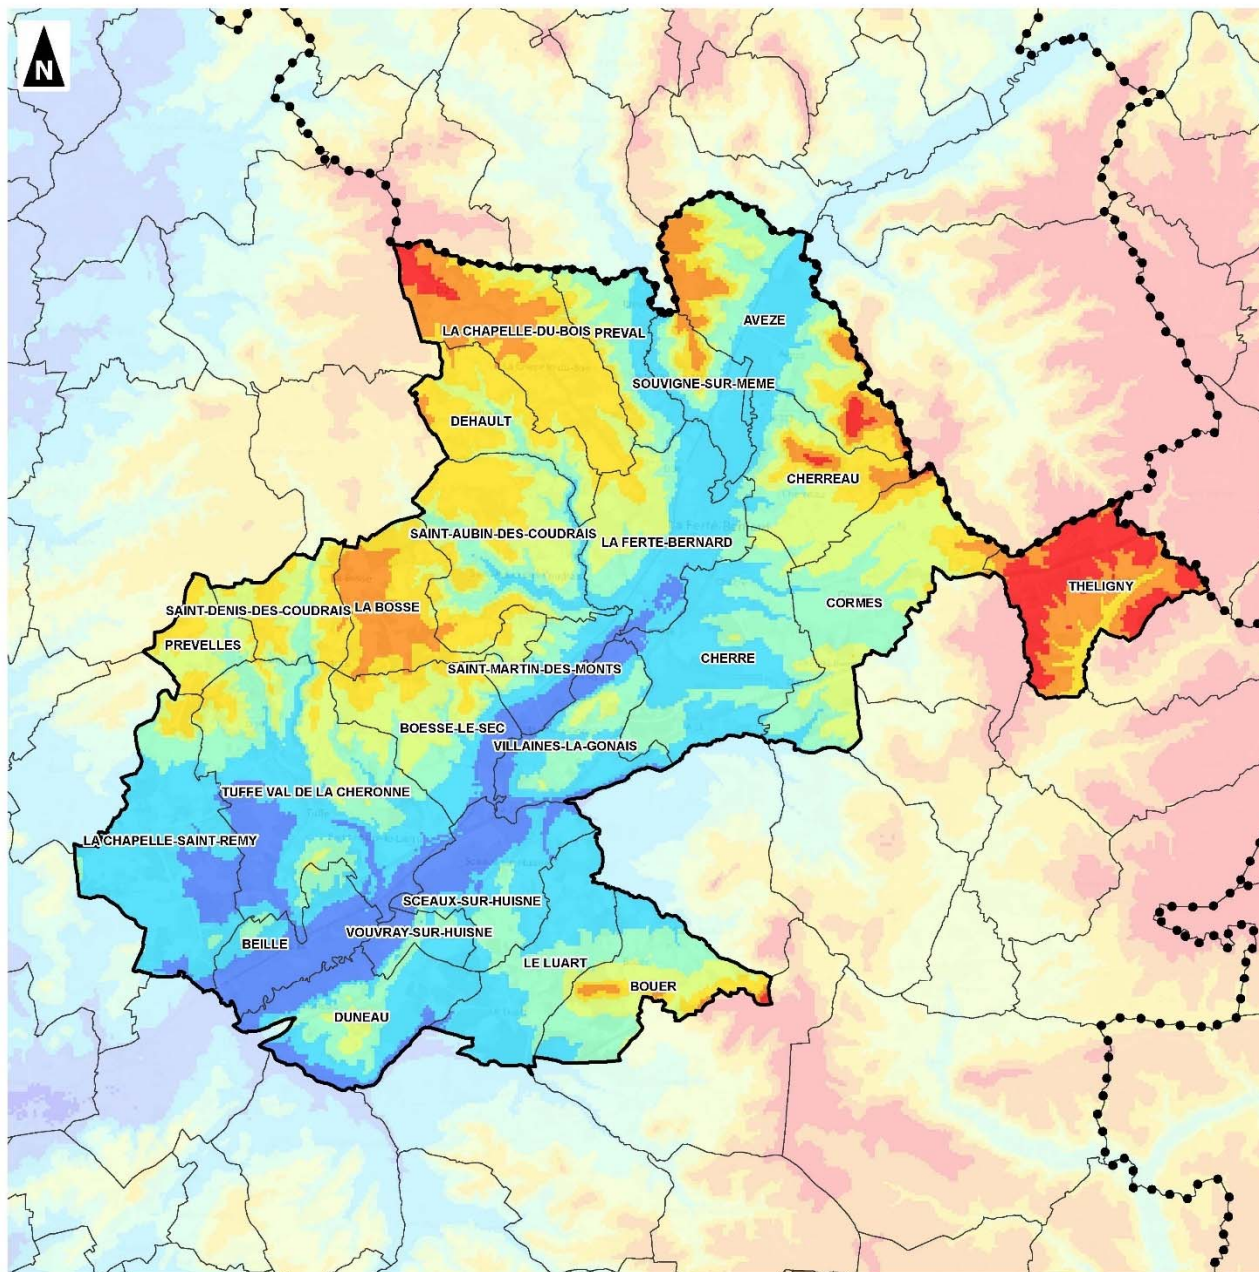 N
AVEZE
LA CHAPELLE-DU-BOIS
PREVAL
SOUVIGNE-SUR-MEME
DEHAULT
CHERREAU
SAINT-AUBIN-DES-COUDRAIS
LA FERTE-BERNARD
THELIGNY
CORMES
SAINT-DENIS-DES-COUDRAIS
LA BOSSE
PREVELLES
CHERRE
SAINT-MARTIN-DES-MONTS
BOESSE-LE-SEC
VILLAINES-LA-GONAIS
TUFFE VAL DE LA CHERONNE
LA CHAPELLE-SAINT-REMY
SCEAUX-SUR-HUISNE
VOUVRAY-SUR-HUISNE
BEILLE
LE LUART
BOUER
DUNEAU